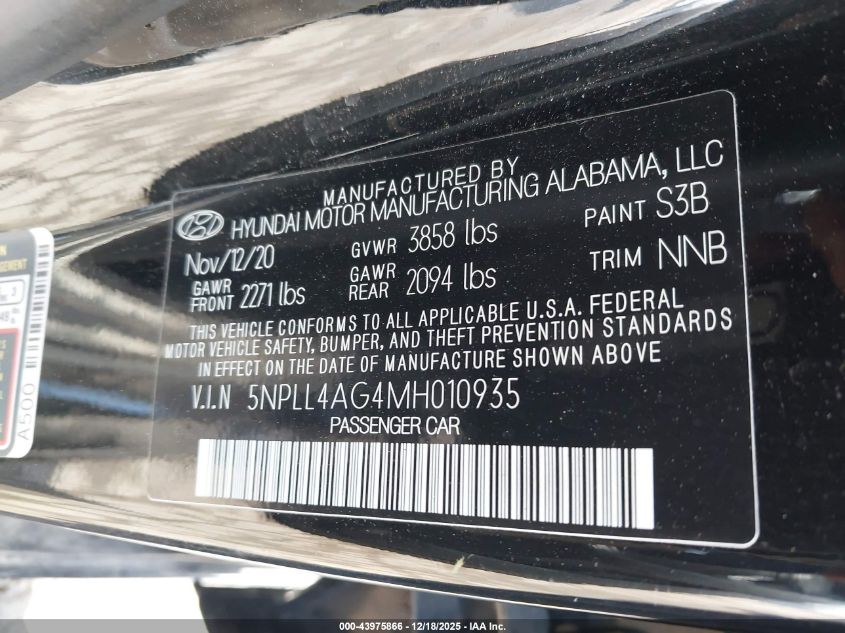 MANUFACTURED BY
HYUNDAI MOTOR MANUFACTURING ALABAMA, LLC
Nov/12/20 GVWR 3858 lbs PAINT S3B
GAWR FRONT 2271 lbs GAWR REAR 2094 lbs TRIM NNB
THIS VEHICLE CONFORMS TO ALL APPLICABLE U.S.A. FEDERAL
MOTOR VEHICLE SAFETY, BUMPER, AND THEFT PREVENTION STANDARDS
IN EFFECT ON THE DATE OF MANUFACTURE SHOWN ABOVE
V.I.N 5NPLL4AG4MH010935
PASSENGER CAR
A500
000-43975866 - 12/18/2025 - IAA Inc.